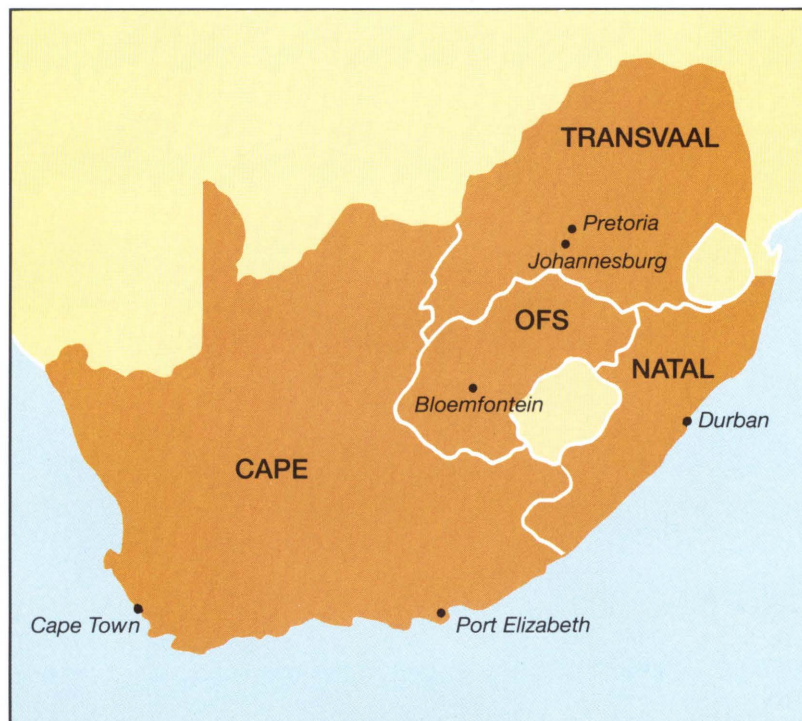 TRANSVAAL
Pretoria
Johannesburg
OFS
NATAL
Bloemfontein
Durban
CAPE
Cape Town
Port Elizabeth